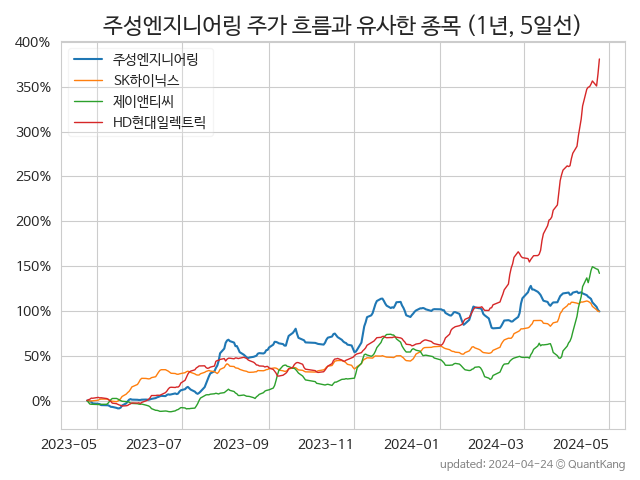 주성엔지니어링 주가 흐름과 유사한 종목 (1년, 5일선)
400%
350%
300%
250%
200%
150%
100%
50%
0%
주성엔지니어링
SK하이닉스
제이앤티씨
HD현대일렉트릭
2023-05
2023-07
2023-09
2023-11
2024-01
2024-03
2024-05
updated: 2024-04-24 © QuantKang